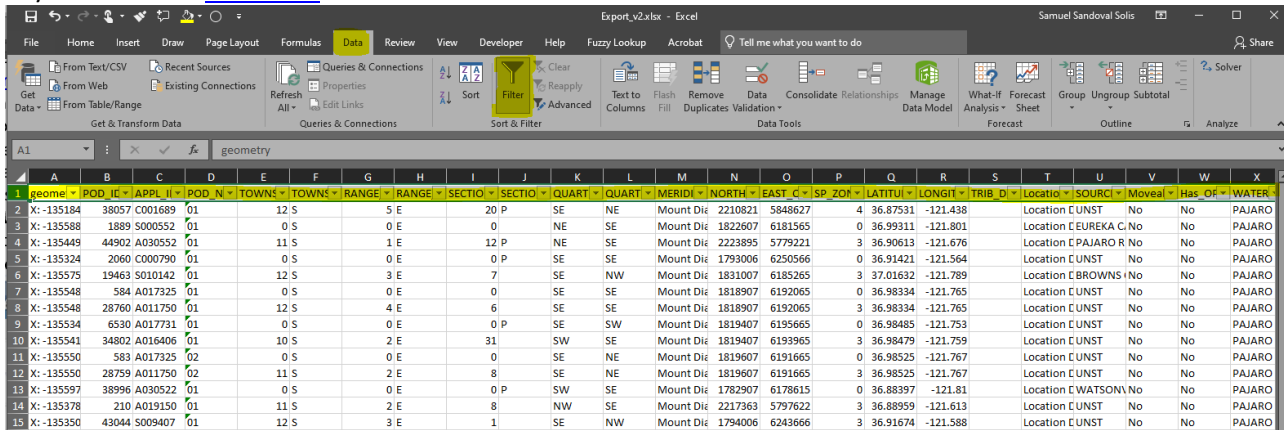 Export_v2.xlsx - Excel
Samuel Sandoval Solis
File Home Insert Draw Page Layout Formulas Data Review View Developer Help Fuzzy Lookup Acrobat Tell me what you want to do Share
Get Data
From Text/CSV
From Web
From Table/Range
Recent Sources
Existing Connections
Get & Transform Data
Refresh All
Queries & Connections
Properties
Edit Links
Queries & Connections
Sort
Filter
Clear
Reapply
Advanced
Sort & Filter
Text to Columns
Flash Fill
Remove Duplicates
Data Validation
Consolidate
Relationships
Manage Data Model
Data Tools
What-If Analysis
Forecast Sheet
Forecast
Group
Ungroup
Subtotal
Outline
Solver
Analyze
A1 fx geometry
A B C D E F G H I J K L M N O P Q R S T U V W X
1 geome POD_ID APPL_I POD_N TOWNS TOWNS RANGE RANGE SECTIO SECTIO QUART QUART MERIDI NORTH EAST_C SP_ZON LATITU LONGIT TRIB_D Locatio SOURC Moveal Has_OP WATER
2 X: -135184 38057 C001689 01 12 S 5 E 20 P SE NE Mount Dia 2210821 5848627 4 36.87531 -121.438 Location D UNST No No PAJARO
3 X: -135588 1889 S000552 01 0 S 0 E 0 NE SE Mount Dia 1822607 6181565 0 36.99311 -121.801 Location D EUREKA CA No No PAJARO
4 X: -135449 44902 A030552 01 11 S 1 E 12 P NE SE Mount Dia 2223895 5779221 3 36.90613 -121.676 Location D PAJARO R No No PAJARO
5 X: -135324 2060 C000790 01 0 S 0 E 0 P SE SE Mount Dia 1793006 6250566 0 36.91421 -121.564 Location D UNST No No PAJARO
6 X: -135575 19463 S010142 01 12 S 3 E 7 SE NW Mount Dia 1831007 6185265 3 37.01632 -121.789 Location D BROWNS No No PAJARO
7 X: -135548 584 A017325 01 0 S 0 E 0 SE SE Mount Dia 1818907 6192065 0 36.98334 -121.765 Location D UNST No No PAJARO
8 X: -135548 28760 A011750 01 12 S 4 E 6 SE SE Mount Dia 1818907 6192065 3 36.98334 -121.765 Location D UNST No No PAJARO
9 X: -135534 6530 A017731 01 0 S 0 E 0 P SE SW Mount Dia 1819407 6195665 0 36.98485 -121.753 Location D UNST No No PAJARO
10 X: -135541 34802 A016406 01 10 S 2 E 31 SW SE Mount Dia 1819407 6193965 3 36.98479 -121.759 Location D UNST No No PAJARO
11 X: -135550 583 A017325 02 0 S 0 E 0 SE NE Mount Dia 1819607 6191665 0 36.98525 -121.767 Location D UNST No No PAJARO
12 X: -135550 28759 A011750 02 11 S 2 E 8 SE NE Mount Dia 1819607 6191665 3 36.98525 -121.767 Location D UNST No No PAJARO
13 X: -135597 38996 A030522 01 0 S 0 E 0 P SW SE Mount Dia 1782907 6178615 0 36.88397 -121.81 Location D WATSONV No No PAJARO
14 X: -135378 210 A019150 01 11 S 2 E 8 NW SE Mount Dia 2217363 5797622 3 36.88959 -121.613 Location D UNST No No PAJARO
15 X: -135350 43044 S009407 01 12 S 3 E 1 SE NW Mount Dia 1794006 6243666 3 36.91674 -121.588 Location D UNST No No PAJARO